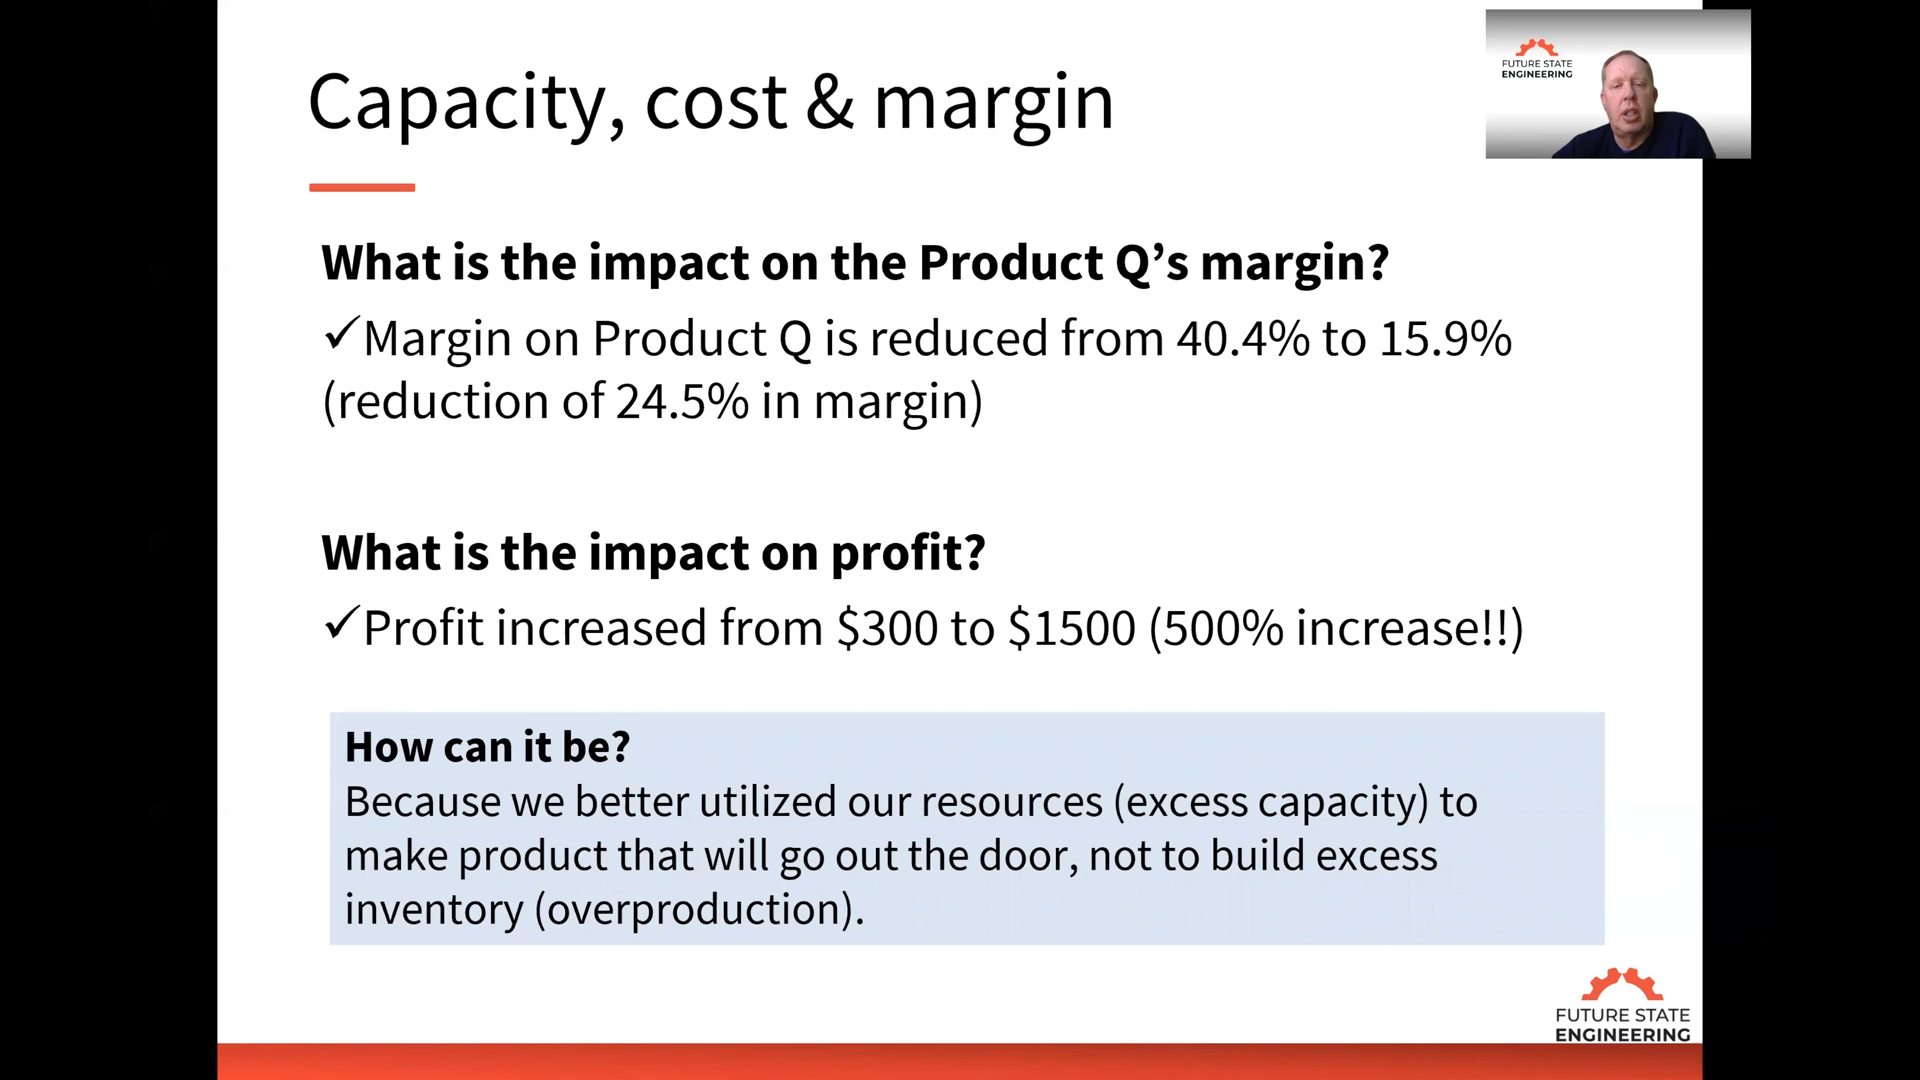 Capacity, cost & margin
FUTURE STATE
ENGINEERING
What is the impact on the Product Q’s margin?
✓Margin on Product Q is reduced from 40.4% to 15.9%
(reduction of 24.5% in margin)
What is the impact on profit?
✓Profit increased from $300 to $1500 (500% increase!!)
How can it be?
Because we better utilized our resources (excess capacity) to
make product that will go out the door, not to build excess
inventory (overproduction).
FUTURE STATE
ENGINEERING